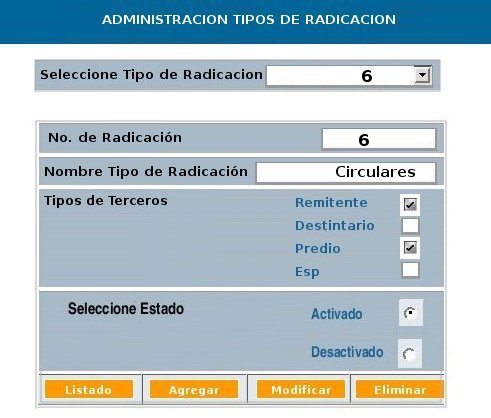 ADMINISTRACION TIPOS DE RADICACION
Seleccione Tipo de Radicacion 6
No. de Radicación 6
Nombre Tipo de Radicación Circulares
Tipos de Terceros Remitente
Destintario
Predio
Esp
Seleccione Estado Activado
Desactivado
Listado Agregar Modificar Eliminar